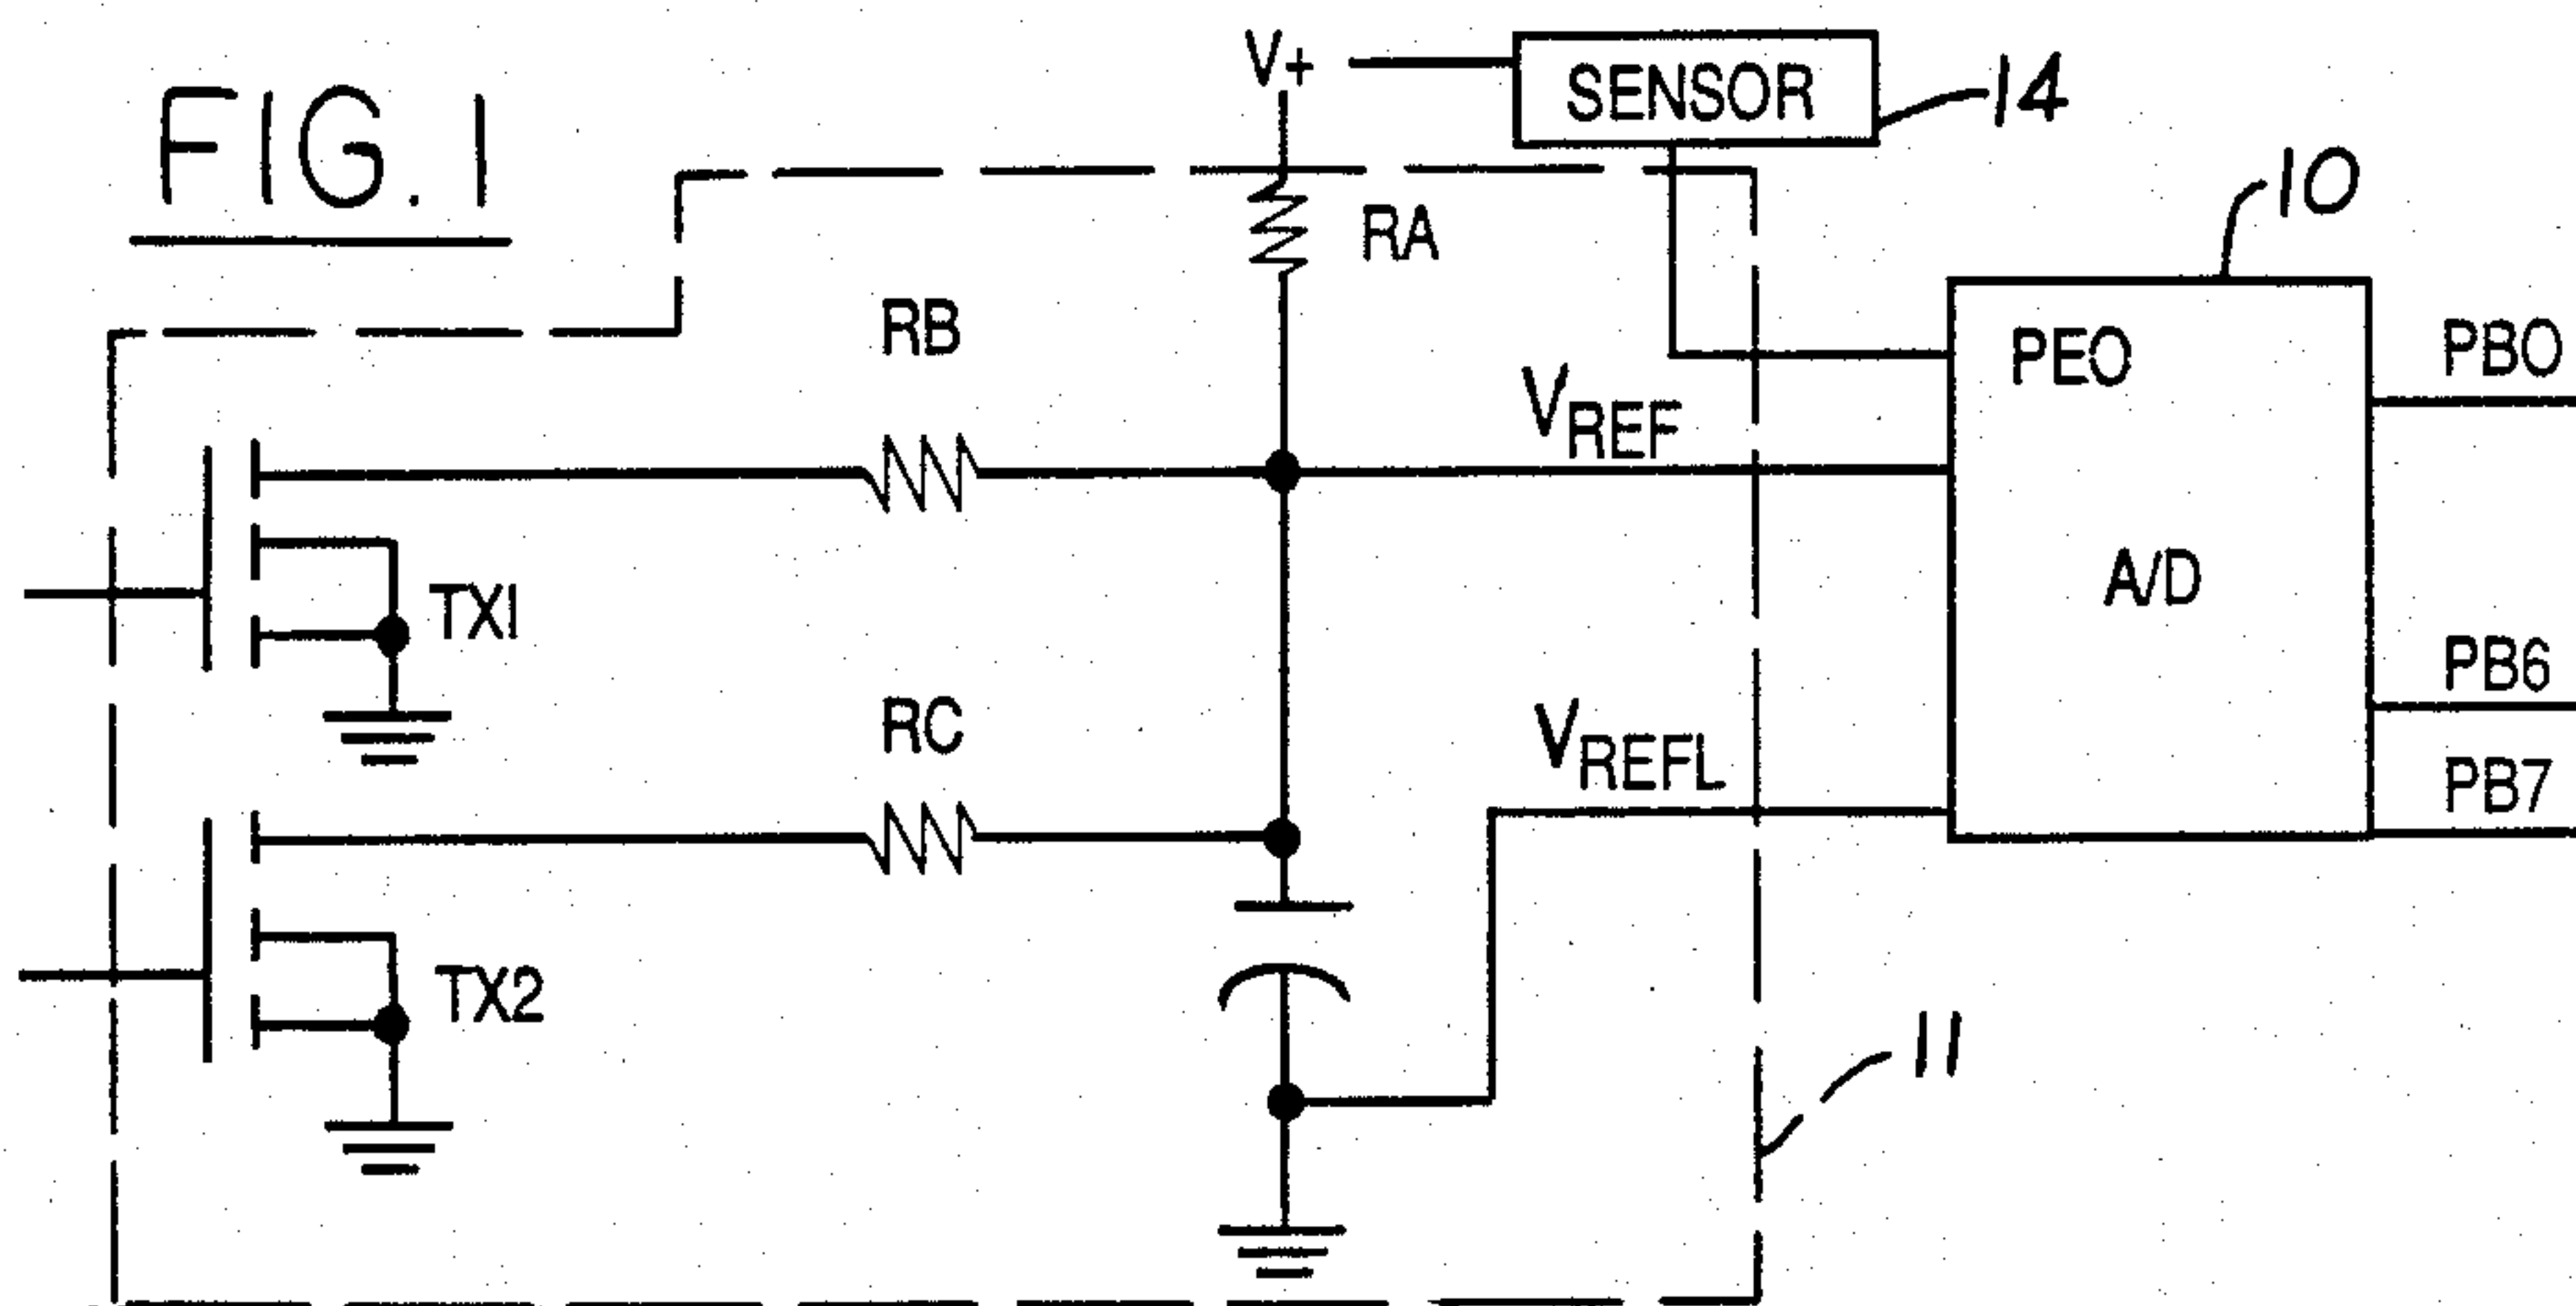 FIG. 1
V+
SENSOR
14
10
RA
RB
PEO
PBO
VREF
A/D
TX1
PB6
RC
VREFL
PB7
TX2
11